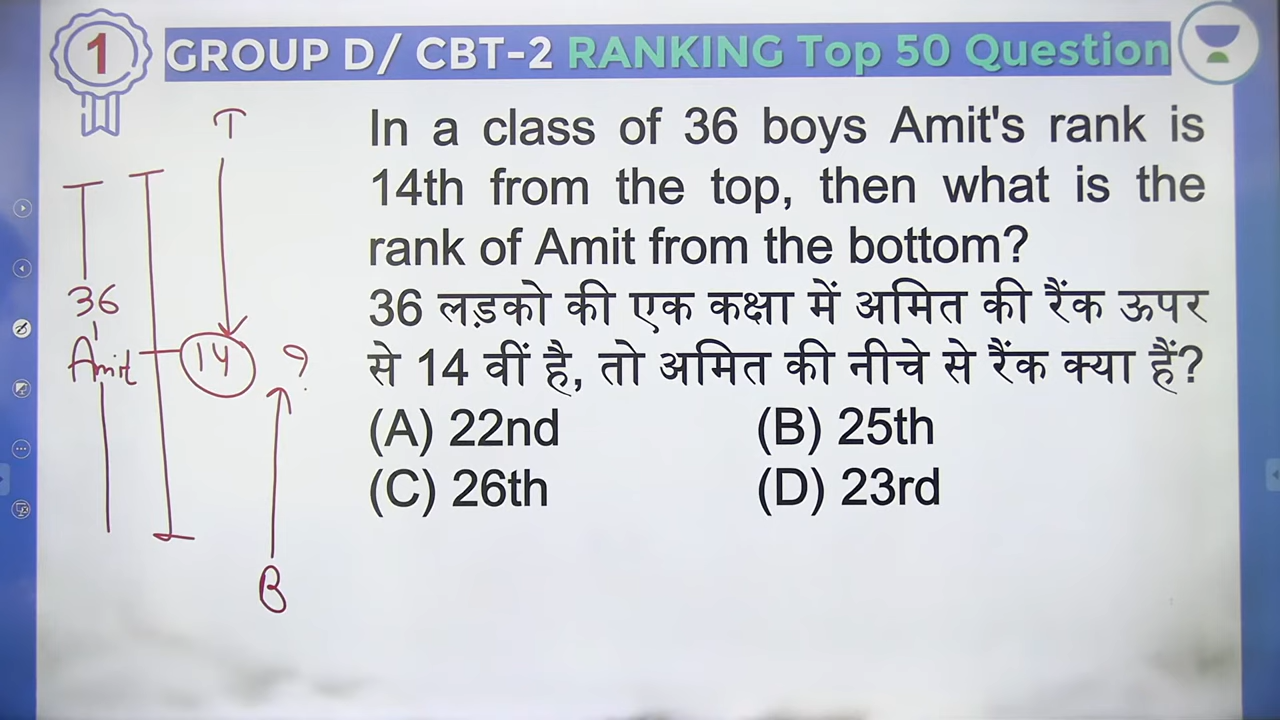 1
GROUP D/ CBT-2 RANKING Top 50 Question
In a class of 36 boys Amit's rank is
14th from the top, then what is the
rank of Amit from the bottom?
36 लड़को की एक कक्षा में अमित की रैंक ऊपर
से 14 वीं है, तो अमित की नीचे से रैंक क्या हैं?
(A) 22nd (B) 25th
(C) 26th (D) 23rd
T
36
Amit 14 ?
B